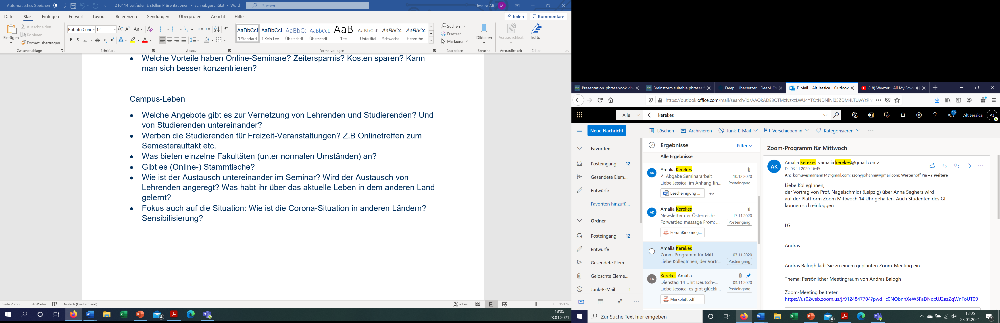 Automatisches Speichern
210114 Leitfaden Erstellen Präsentationen - Schreibgeschützt - Word
Suchen
Jessica Alt JA
Datei Start Einfügen Entwurf Layout Referenzen Sendungen Überprüfen Ansicht Hilfe
Teilen Kommentare
Einfügen
Ausschneiden
Kopieren
Format übertragen
Zwischenablage
Roboto Conc 12
F K U ab x₂ x²
Schriftart
Absatz
AaBbCcI AaBbCcI AaBbCc AaBbCcC AaB AaBbCcD AaBbCcI AaBbCcI
¶ Standard ¶ Kein Lee... Überschrif... Überschrif... Titel Untertitel Schwache... Hervorhe...
Formatvorlagen
Suchen
Ersetzen
Markieren
Bearbeiten
Diktieren
Sprache
Vertraulichkeit
Vertraulichkeit
Editor
Editor
• Welche Vorteile haben Online-Seminare? Zeitersparnis? Kosten sparen? Kann
man sich besser konzentrieren?
Campus-Leben
• Welche Angebote gibt es zur Vernetzung von Lehrenden und Studierenden? Und
von Studierenden untereinander?
• Werben die Studierenden für Freizeit-Veranstaltungen? Z.B Onlinetreffen zum
Semesterauftakt etc.
• Was bieten einzelne Fakultäten (unter normalen Umständen) an?
• Gibt es (Online-) Stammtische?
• Wie ist der Austausch untereinander im Seminar? Wird der Austausch von
Lehrenden angeregt? Was habt ihr über das aktuelle Leben in dem anderen Land
gelernt?
• Fokus auch auf die Situation: Wie ist die Corona-Situation in anderen Ländern?
Sensibilisierung?
Seite 2 von 3 384 Wörter Deutsch (Deutschland)
Fokus
151 %
4
18:05
23.01.2021
Presentation_phrasebook_do
Brainstorm suitable phrases f
DeepL Übersetzer - DeepL Tr
E-Mail – Alt Jessica – Outlook
(18) Weezer - All My Favo
https://outlook.office.com/mail/search/id/AAQkADE3OTMzNzkzLWU4YTQtNDNiNi05ZDM4LTUwYzRm
Alle kerekes
16
Alt Jessica AJ
Neue Nachricht
Löschen Archivieren Junk-E-Mail Verschieben in Kategorisieren
Favoriten
Posteingang 12
Gesendete Elem...
Entwürfe
Favoriten hinzufü...
Ordner
Posteingang 12
Entwürfe
Gesendete Elem...
Gelöschte Eleme...
Junk-E-Mail 1
Ergebnisse Filter
Alle Ergebnisse
AK
Amalia Kerekes
Abgabe Seminararbeit 10.12.2020
Liebe Jessica, im Anhang fin... Posteingang
Bescheinigung ... +3
AK
Amalia Kerekes
Newsletter der Österreich-... 17.11.2020
Forwarded message From: ... Posteingang
ForumKino meg...
Amalia Kerekes
Zoom-Programm für Mitt... 03.11.2020
Liebe KollegInnen, der Vortr... Posteingang
KA
Kerekes Amália
Dienstag 14 Uhr: Deutsch-... 03.11.2020
Liebe Jessica, es gibt glückli... Posteingang
Merkblatt.pdf
Zoom-Programm für Mittwoch
AK
Amalia Kerekes <amalia.kerekes@gmail.com>
Di, 03.11.2020 16:45
An: komuvesmariann14@gmail.com; szonyijohanna@gmail.com; Westerhoff Pia +7 weitere
Liebe KollegInnen,
der Vortrag von Prof. Nagelschmidt (Leipzig) über Anna Seghers wird
auf der Plattform Zoom Mittwoch 14 Uhr gehalten. Auch Studenten des GI
können sich einloggen.
LG
Andras
Andras Balogh lädt Sie zu einem geplanten Zoom-Meeting ein.
Thema: Persönlicher Meetingraum von Andras Balogh
Zoom-Meeting beitreten
https://us02web.zoom.us/j/9124847704?pwd=c0NObnhXeW5FaDNqcUJ2azZqWnFoUT09
Zur Suche Text hier eingeben
4
18:05
23.01.2021
5